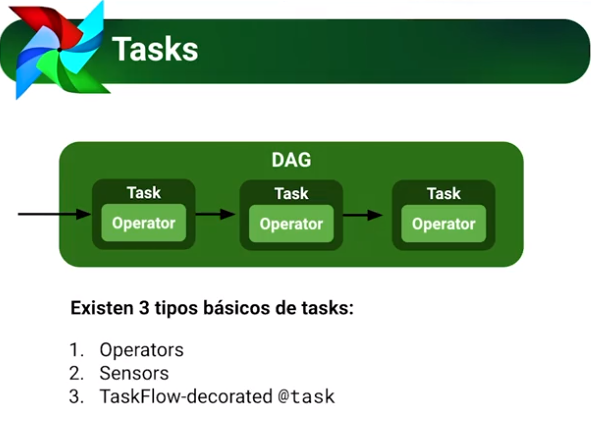 Tasks
DAG
Task Task Task
Operator Operator Operator
Existen 3 tipos básicos de tasks:
1. Operators
2. Sensors
3. TaskFlow-decorated @task